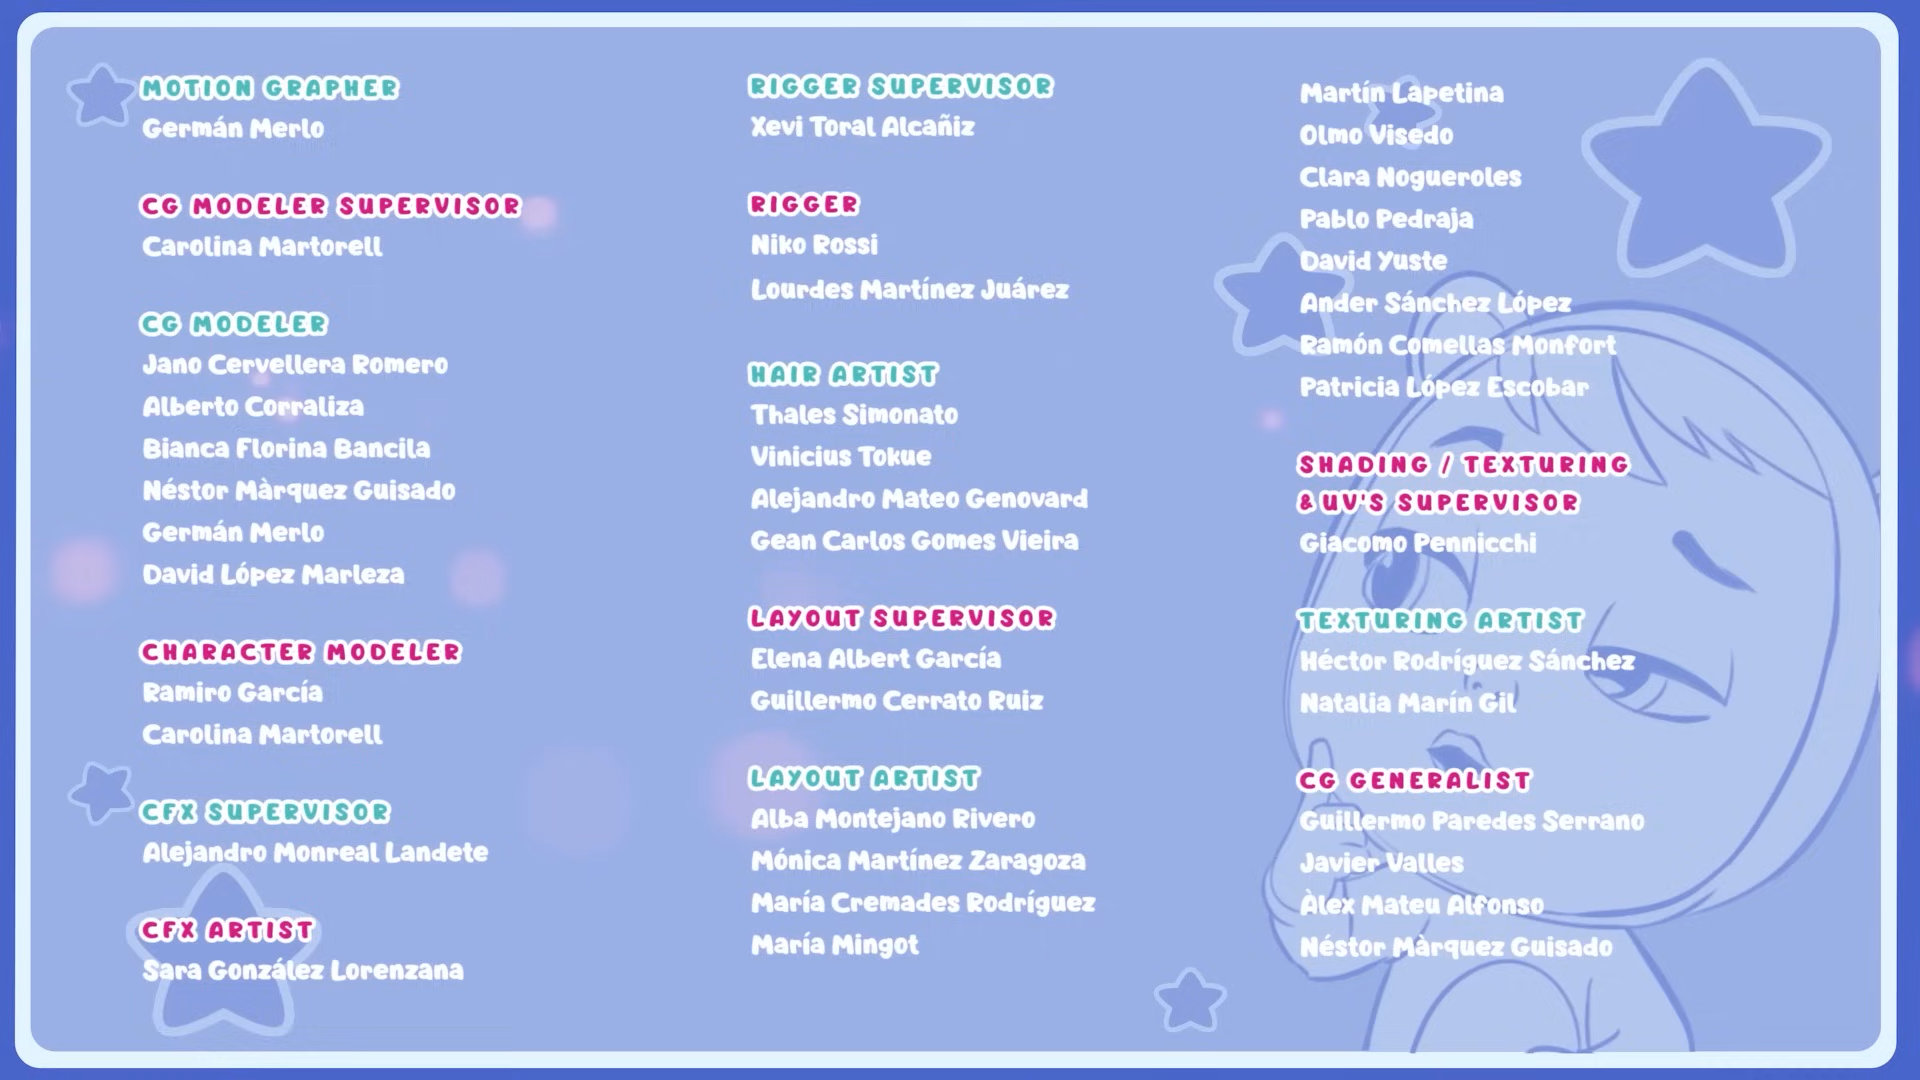 MOTION GRAPHER
Germán Merlo
CG MODELER SUPERVISOR
Carolina Martorell
CG MODELER
Jano Cervellera Romero
Alberto Corraliza
Bianca Florina Bancila
Néstor Màrquez Guisado
Germán Merlo
David López Marleza
CHARACTER MODELER
Ramiro García
Carolina Martorell
CFX SUPERVISOR
Alejandro Monreal Landete
CFX ARTIST
Sara González Lorenzana
RIGGER SUPERVISOR
Xevi Toral Alcañiz
RIGGER
Niko Rossi
Lourdes Martínez Juárez
HAIR ARTIST
Thales Simonato
Vinicius Tokue
Alejandro Mateo Genovard
Gean Carlos Gomes Vieira
LAYOUT SUPERVISOR
Elena Albert García
Guillermo Cerrato Ruiz
LAYOUT ARTIST
Alba Montejano Rivero
Mónica Martínez Zaragoza
María Cremades Rodríguez
María Mingot
Martín Lapetina
Olmo Visedo
Clara Nogueroles
Pablo Pedraja
David Yuste
Ander Sánchez López
Ramón Comellas Monfort
Patricia López Escobar
SHADING / TEXTURING
& UV'S SUPERVISOR
Giacomo Pennicchi
TEXTURING ARTIST
Héctor Rodríguez Sánchez
Natalia Marín Gil
CG GENERALIST
Guillermo Paredes Serrano
Javier Valles
Àlex Mateu Alfonso
Néstor Màrquez Guisado